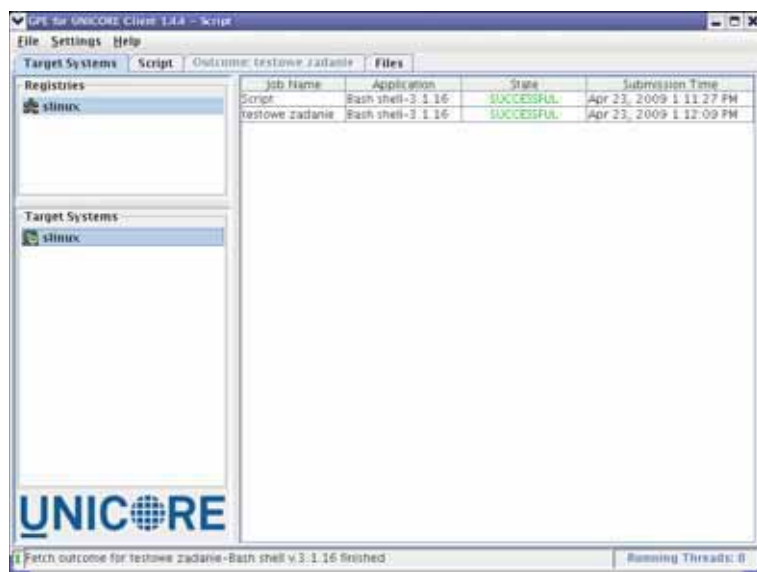 GPE for UNICORE Client 1.4.4 - Script
File Settings Help
Target Systems Script Outcome: testowe zadanie Files
Registries
slinux
Job Name Application State Submission Time
Script Bash shell-3.1.16 SUCCESSFUL Apr 23, 2009 1:11:27 PM
testowe zadanie Bash shell-3.1.16 SUCCESSFUL Apr 23, 2009 1:12:09 PM
Target Systems
slinux
UNICORE
Fetch outcome for testowe zadanie-Bash shell v.3.1.16 finished
Running Threads: 0